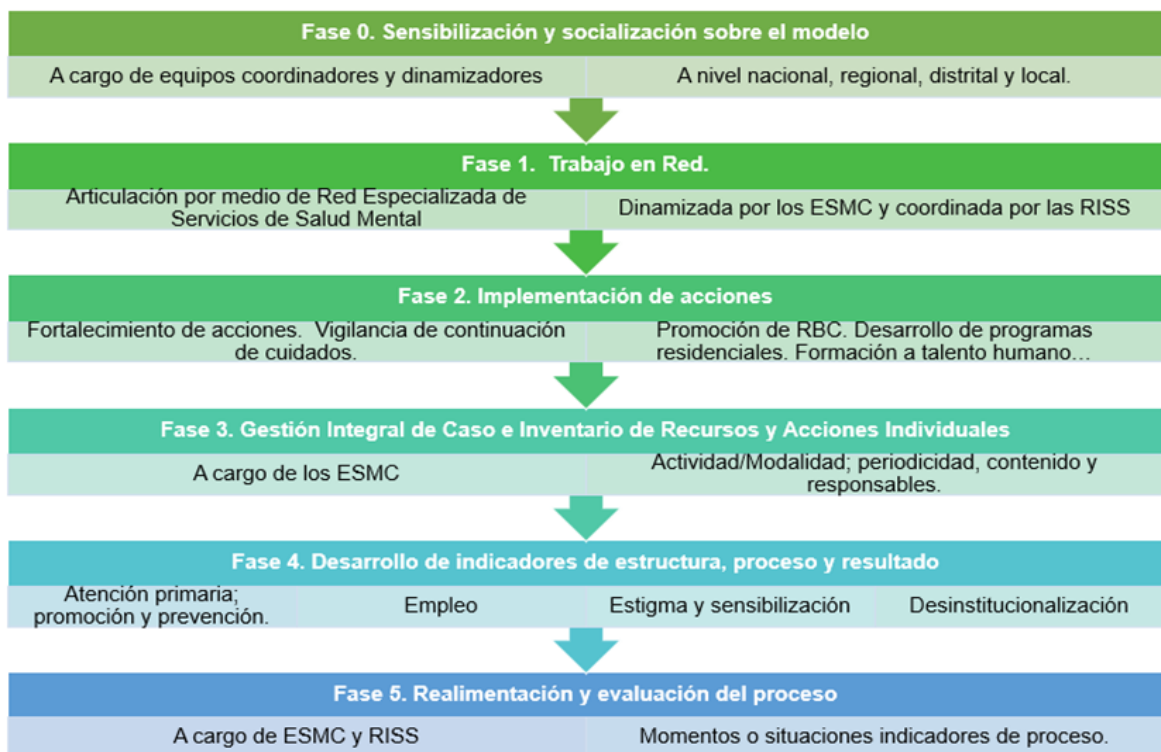 Fase 0. Sensibilización y socialización sobre el modelo
A cargo de equipos coordinadores y dinamizadores
A nivel nacional, regional, distrital y local.
Fase 1.  Trabajo en Red.
Articulación por medio de Red Especializada de
Servicios de Salud Mental
Dinamizada por los ESMC y coordinada por las RISS
Fase 2. Implementación de acciones
Fortalecimiento de acciones.  Vigilancia de continuación
de cuidados.
Promoción de RBC. Desarrollo de programas
residenciales. Formación a talento humano…
Fase 3. Gestión Integral de Caso e Inventario de Recursos y Acciones Individuales
A cargo de los ESMC
Actividad/Modalidad; periodicidad, contenido y
responsables.
Fase 4. Desarrollo de indicadores de estructura, proceso y resultado
Atención primaria;
promoción y prevención.
Empleo
Estigma y sensibilización
Desinstitucionalización
Fase 5. Realimentación y evaluación del proceso
A cargo de ESMC y RISS
Momentos o situaciones indicadores de proceso.